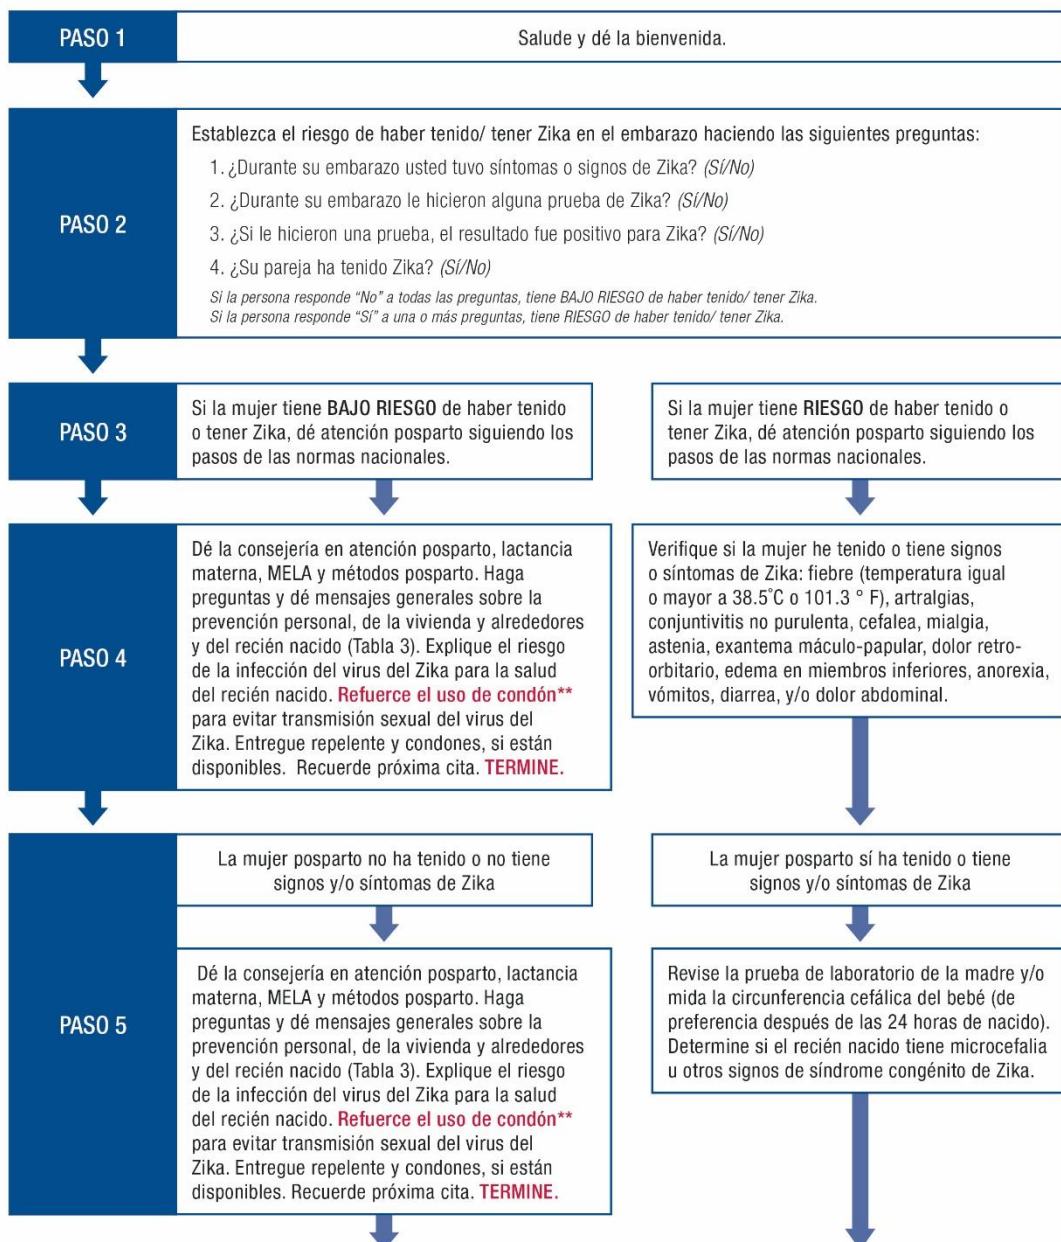 PASO 1
Salude y dé la bienvenida.
PASO 2
Establezca el riesgo de haber tenido/ tener Zika en el embarazo haciendo las siguientes preguntas:
1. ¿Durante su embarazo usted tuvo síntomas o signos de Zika? (Sí/No)
2. ¿Durante su embarazo le hicieron alguna prueba de Zika? (Sí/No)
3. ¿Si le hicieron una prueba, el resultado fue positivo para Zika? (Sí/No)
4. ¿Su pareja ha tenido Zika? (Sí/No)
Si la persona responde “No” a todas las preguntas, tiene BAJO RIESGO de haber tenido/ tener Zika.
Si la persona responde “Sí” a una o más preguntas, tiene RIESGO de haber tenido/ tener Zika.
PASO 3
Si la mujer tiene BAJO RIESGO de haber tenido
o tener Zika, dé atención posparto siguiendo los
pasos de las normas nacionales.
Si la mujer tiene RIESGO de haber tenido o
tener Zika, dé atención posparto siguiendo los
pasos de las normas nacionales.
PASO 4
Dé la consejería en atención posparto, lactancia
materna, MELA y métodos posparto. Haga
preguntas y dé mensajes generales sobre la
prevención personal, de la vivienda y alrededores
y del recién nacido (Tabla 3). Explique el riesgo
de la infección del virus del Zika para la salud
del recién nacido. Refuerce el uso de condón**
para evitar transmisión sexual del virus del
Zika. Entregue repelente y condones, si están
disponibles. Recuerde próxima cita. TERMINE.
Verifique si la mujer he tenido o tiene signos
o síntomas de Zika: fiebre (temperatura igual
o mayor a 38.5°C o 101.3 ° F), artralgias,
conjuntivitis no purulenta, cefalea, mialgia,
astenia, exantema máculo-papular, dolor retro-
orbitario, edema en miembros inferiores, anorexia,
vómitos, diarrea, y/o dolor abdominal.
PASO 5
La mujer posparto no ha tenido o no tiene
signos y/o síntomas de Zika
La mujer posparto sí ha tenido o tiene
signos y/o síntomas de Zika
Dé la consejería en atención posparto, lactancia
materna, MELA y métodos posparto. Haga
preguntas y dé mensajes generales sobre la
prevención personal, de la vivienda y alrededores
y del recién nacido (Tabla 3). Explique el riesgo
de la infección del virus del Zika para la salud
del recién nacido. Refuerce el uso de condón**
para evitar transmisión sexual del virus del
Zika. Entregue repelente y condones, si están
disponibles. Recuerde próxima cita. TERMINE.
Revise la prueba de laboratorio de la madre y/o
mida la circunferencia cefálica del bebé (de
preferencia después de las 24 horas de nacido).
Determine si el recién nacido tiene microcefalia
u otros signos de síndrome congénito de Zika.